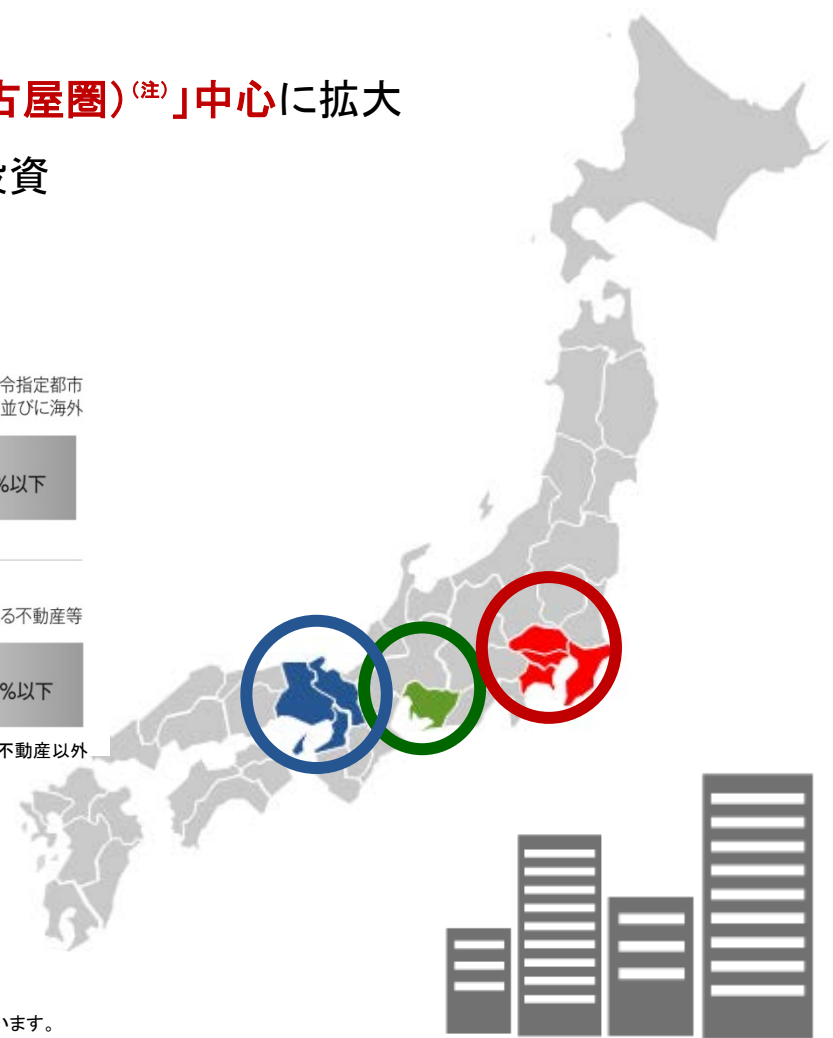 古屋圏)(注)」中心に拡大
投資
令指定都市
並びに海外
%以下
る不動産等
%以下
不動産以外
います。